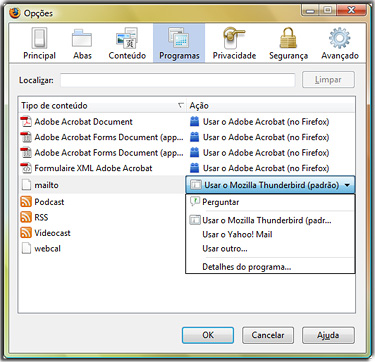 Opções
Principal Abas Conteúdo Programas Privacidade Segurança Avançado
Localizar: Limpar
Tipo de conteúdo Ação
Adobe Acrobat Document Usar o Adobe Acrobat (no Firefox)
Adobe Acrobat Forms Document (app... Usar o Adobe Acrobat (no Firefox)
Adobe Acrobat Forms Document (app... Usar o Adobe Acrobat (no Firefox)
Formulaire XML Adobe Acrobat Usar o Adobe Acrobat (no Firefox)
mailto Usar o Mozilla Thunderbird (padrão)
Podcast Perguntar
RSS Usar o Mozilla Thunderbird (padr...
Videocast Usar o Yahoo! Mail
webcal Usar outro...
Detalhes do programa...
OK Cancelar Ajuda